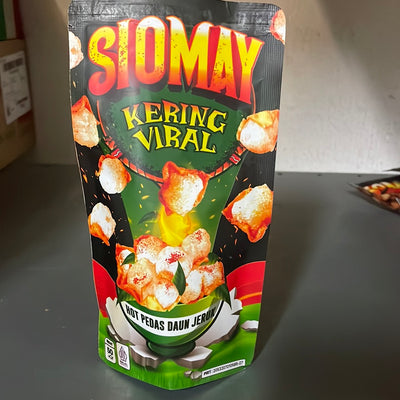 SIOMAY
KERING
VIRAL
HOT PEDAS DAUN JERUK